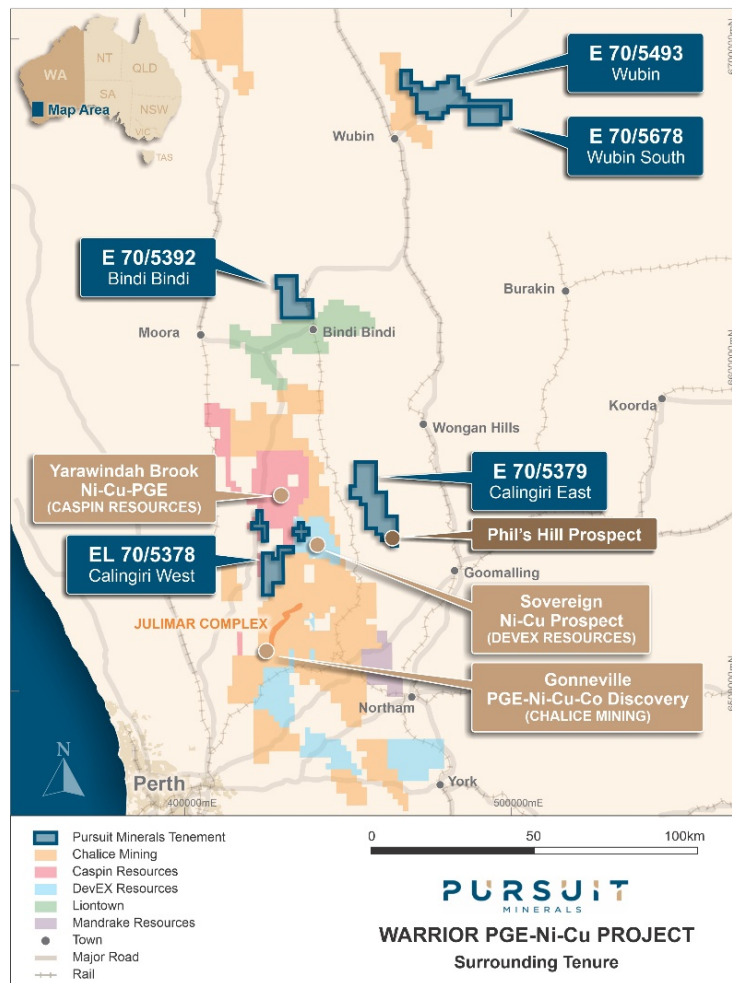 WA
NT
QLD
SA
NSW
VIC
TAS
Map Area
6700000mN
E 70/5493
Wubin
Wubin
E 70/5678
Wubin South
E 70/5392
Bindi Bindi
Burakin
Moora
Bindi Bindi
6600000mN
Koorda
Wongan Hills
Yarawindah Brook
Ni-Cu-PGE
(CASPIN RESOURCES)
E 70/5379
Calingiri East
Phil's Hill Prospect
EL 70/5378
Calingiri West
Goomalling
Sovereign
Ni-Cu Prospect
(DEVEX RESOURCES)
JULIMAR COMPLEX
Gonneville
PGE-Ni-Cu-Co Discovery
(CHALICE MINING)
6500000mN
Northam
N
Perth
York
400000mE
500000mE
Pursuit Minerals Tenement
Chalice Mining
Caspin Resources
DevEX Resources
Liontown
Mandrake Resources
Town
Major Road
Rail
0 50 100km
PURSUIT
MINERALS
WARRIOR PGE-Ni-Cu PROJECT
Surrounding Tenure